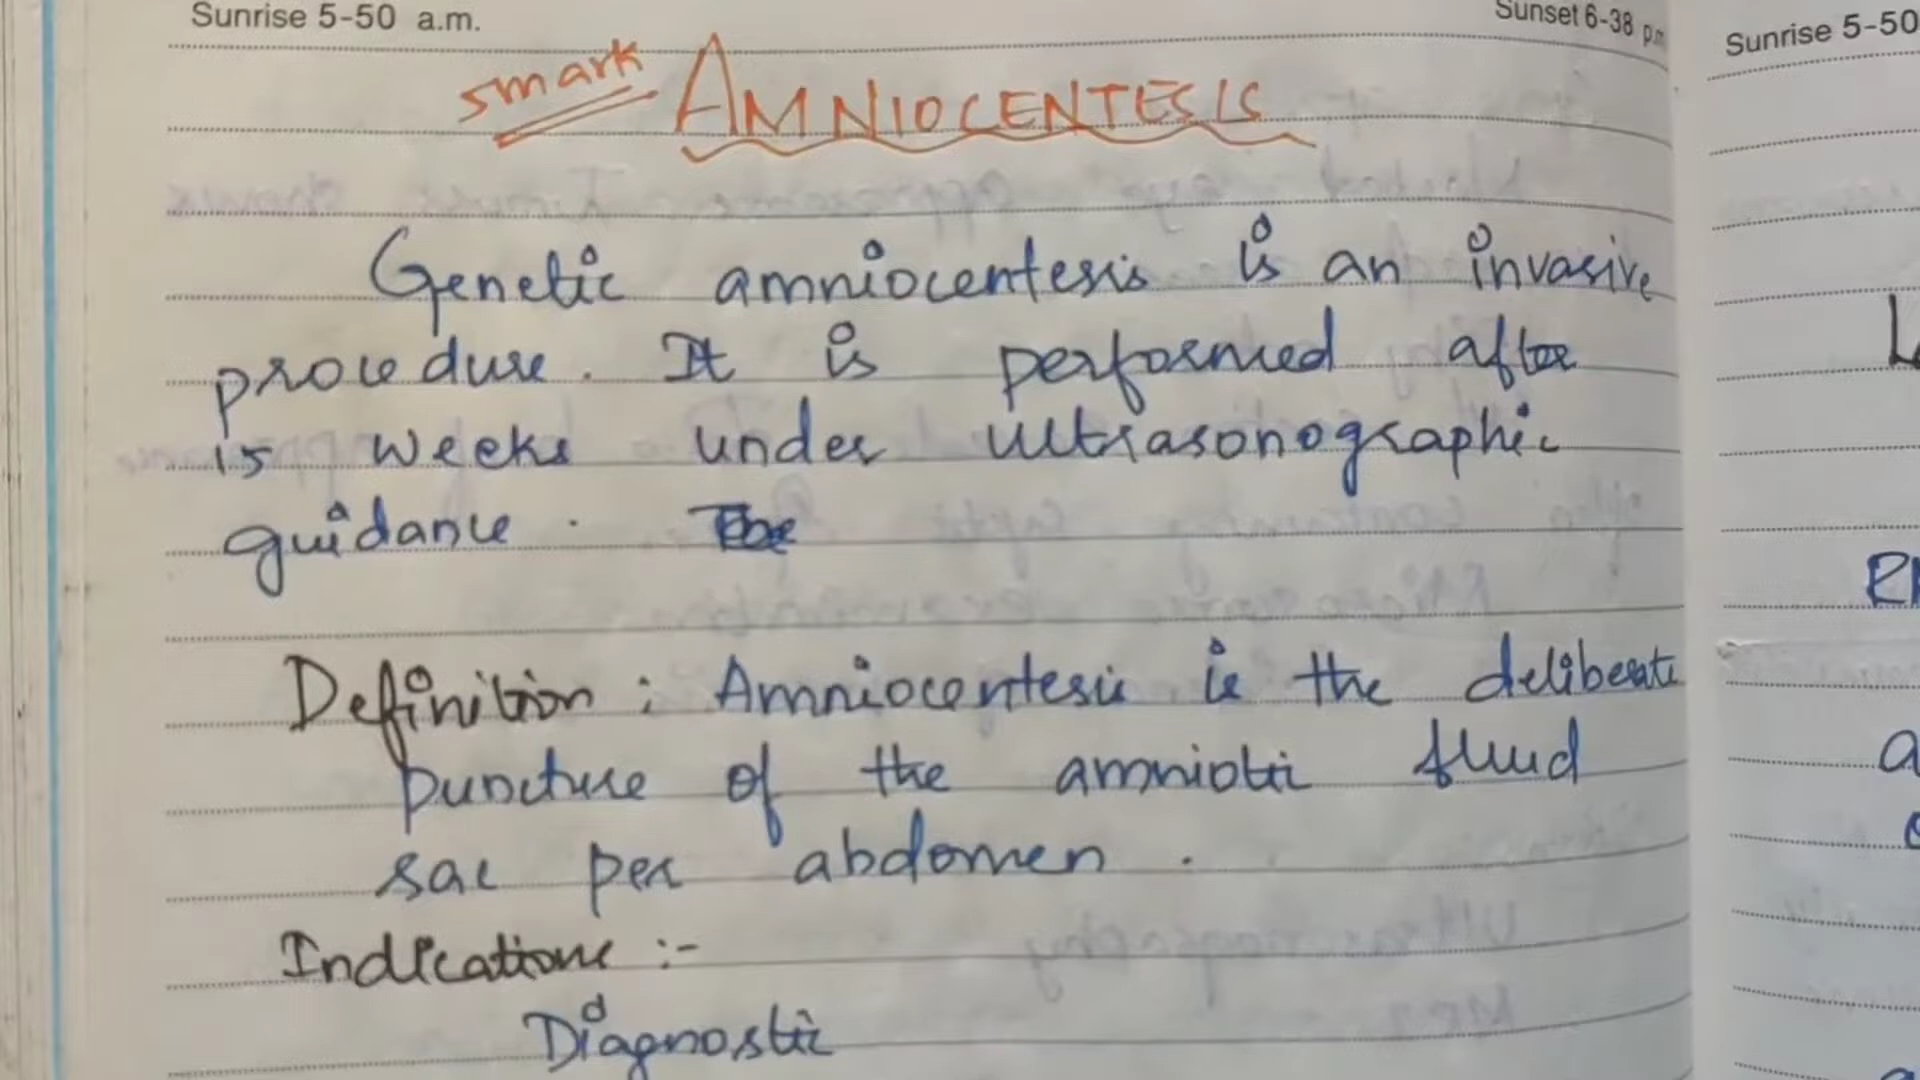 Sunrise 5-50 a.m.
Sunset 6-38 p.m
Sunrise 5-50
5mark AMNIOCENTESIS
Genetic amniocentesis is an invasive
procedure. It is performed after
15 weeks under ultrasonographic
guidance. The
Definition : Amniocentesis is the deliberate
puncture of the amniotic fluid
sac per abdomen.
Indications :-
Diagnostic